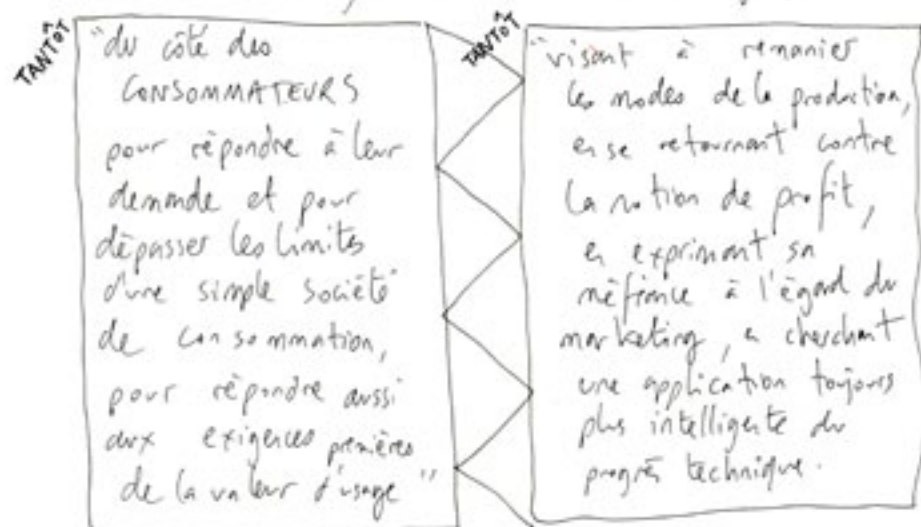 TANTÔT
"du côté des
CONSOMMATEURS
pour répondre à leur
demande et pour
dépasser les limites
d'une simple société
de consommation,
pour répondre aussi
aux exigences premières
de la valeur d'usage"
TANTÔT
"visant à remanier
les modes de la production,
en se retournant contre
la notion de profit,
en exprimant sa
méfiance à l'égard du
marketing, en cherchant
une application toujours
plus intelligente du
progrès technique.